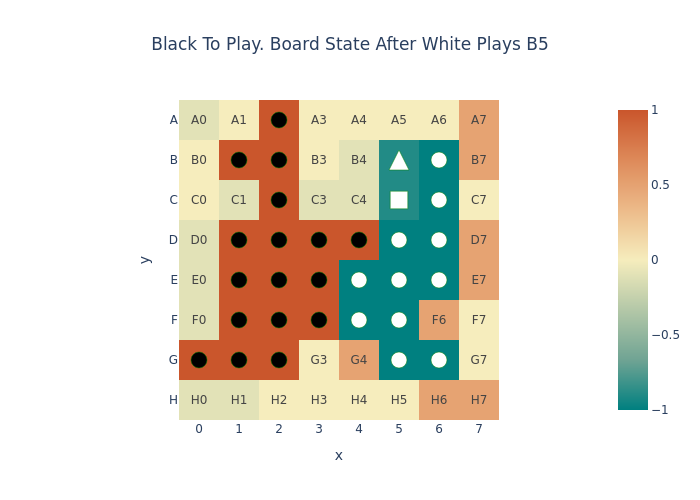 Black To Play. Board State After White Plays B5
A A0 A1 A3 A4 A5 A6 A7
B B0 B3 B4 B7
C C0 C1 C3 C4 C7
D D0 D7
E E0 E7
F F0 F6 F7
G G3 G4 G7
H H0 H1 H2 H3 H4 H5 H6 H7
0 1 2 3 4 5 6 7
x
y
1
0.5
0
−0.5
−1